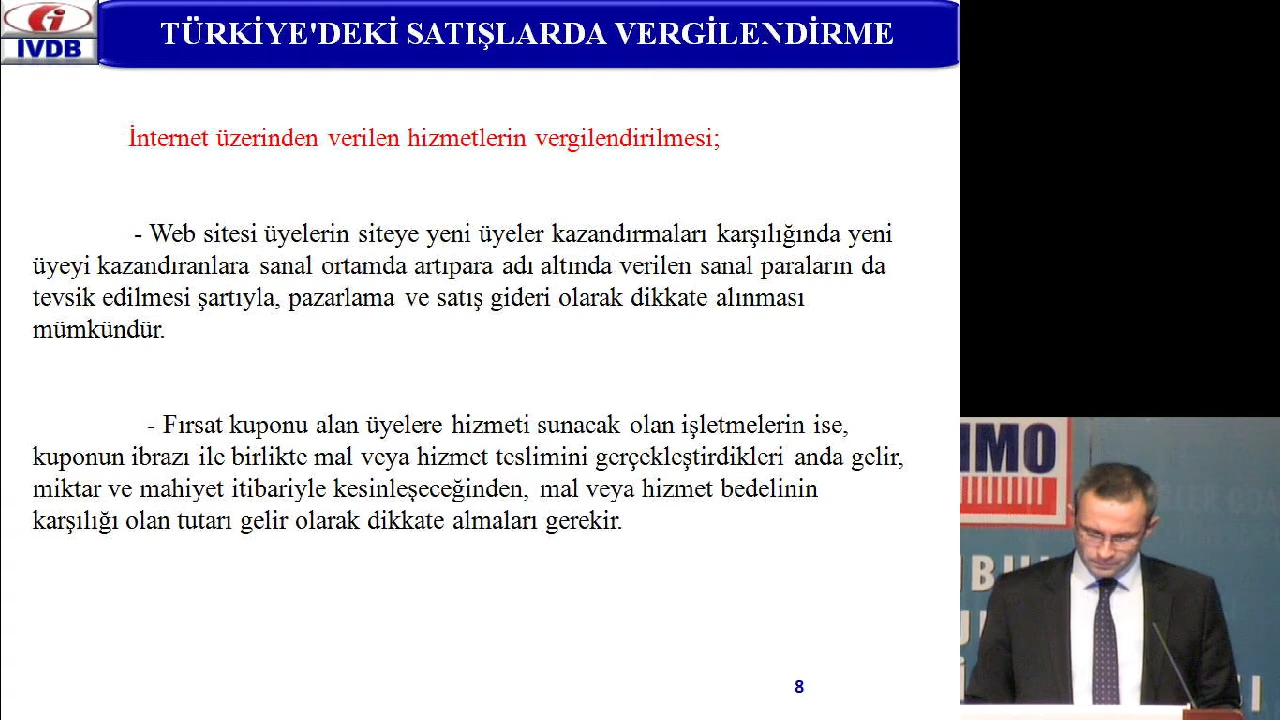 IVDB
TÜRKİYE'DEKİ SATIŞLARDA VERGİLENDİRME
İnternet üzerinden verilen hizmetlerin vergilendirilmesi;
- Web sitesi üyelerin siteye yeni üyeler kazandırmaları karşılığında yeni
üyeyi kazandıranlara sanal ortamda artıpara adı altında verilen sanal paraların da
tevsik edilmesi şartıyla, pazarlama ve satış gideri olarak dikkate alınması
mümkündür.
- Fırsat kuponu alan üyelere hizmeti sunacak olan işletmelerin ise,
kuponun ibrazı ile birlikte mal veya hizmet teslimini gerçekleştirdikleri anda gelir,
miktar ve mahiyet itibariyle kesinleşeceğinden, mal veya hizmet bedelinin
karşılığı olan tutarı gelir olarak dikkate almaları gerekir.
8